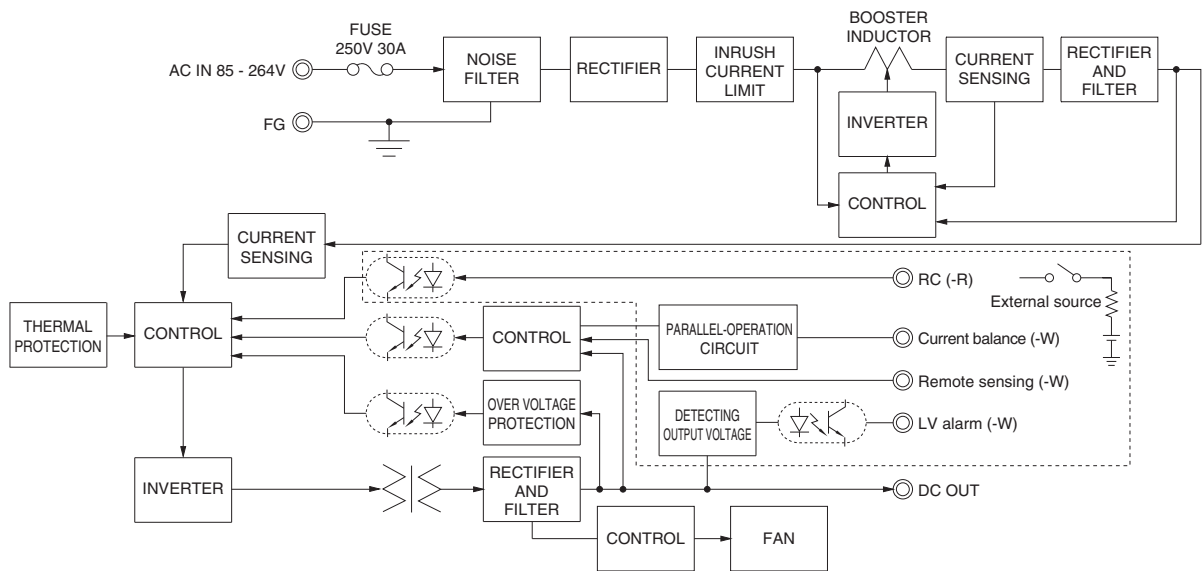 FUSE
250V 30A
AC IN 85 - 264V
FG
NOISE
FILTER
RECTIFIER
INRUSH
CURRENT
LIMIT
BOOSTER
INDUCTOR
CURRENT
SENSING
RECTIFIER
AND
FILTER
INVERTER
CONTROL
CURRENT
SENSING
THERMAL
PROTECTION
CONTROL
RC (-R)
External source
CONTROL
PARALLEL-OPERATION
CIRCUIT
Current balance (-W)
Remote sensing (-W)
OVER VOLTAGE
PROTECTION
DETECTING
OUTPUT VOLTAGE
LV alarm (-W)
INVERTER
RECTIFIER
AND
FILTER
DC OUT
CONTROL
FAN